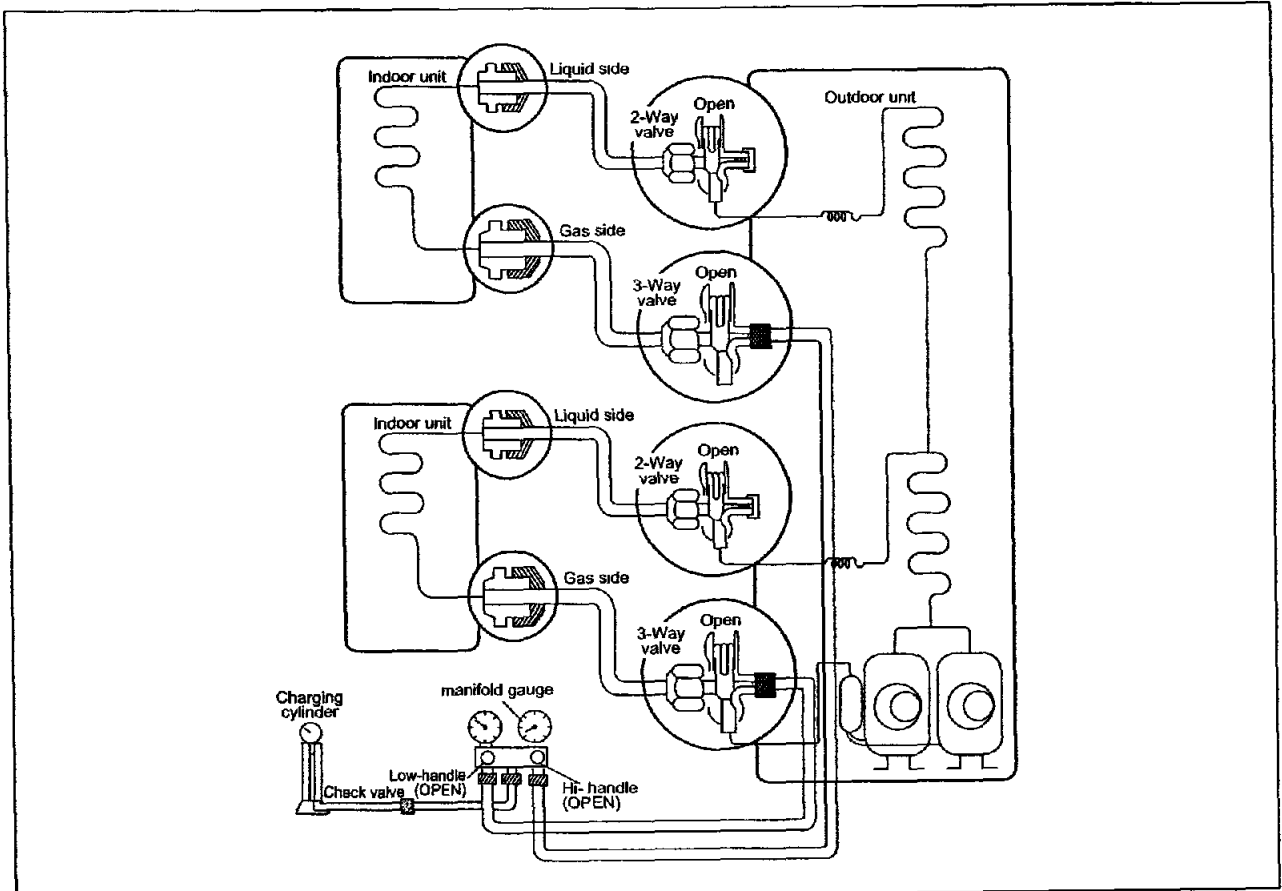 Indoor unit
Liquid side
2-Way
valve
Open
Outdoor unit
Gas side
3-Way
valve
Open
Indoor unit
Liquid side
2-Way
valve
Open
Gas side
3-Way
valve
Open
Charging
cylinder
manifold gauge
Check valve
Low-handle
(OPEN)
Hi- handle
(OPEN)